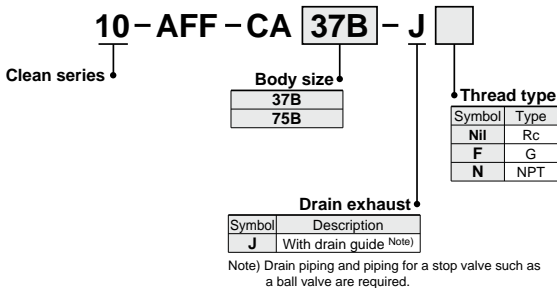 10-AFF-CA 37B-J
Clean series
Body size
37B
75B
Thread type
Symbol Type
Nil Rc
F G
N NPT
Drain exhaust
Symbol Description
J With drain guide Note)
Note) Drain piping and piping for a stop valve such as
a ball valve are required.